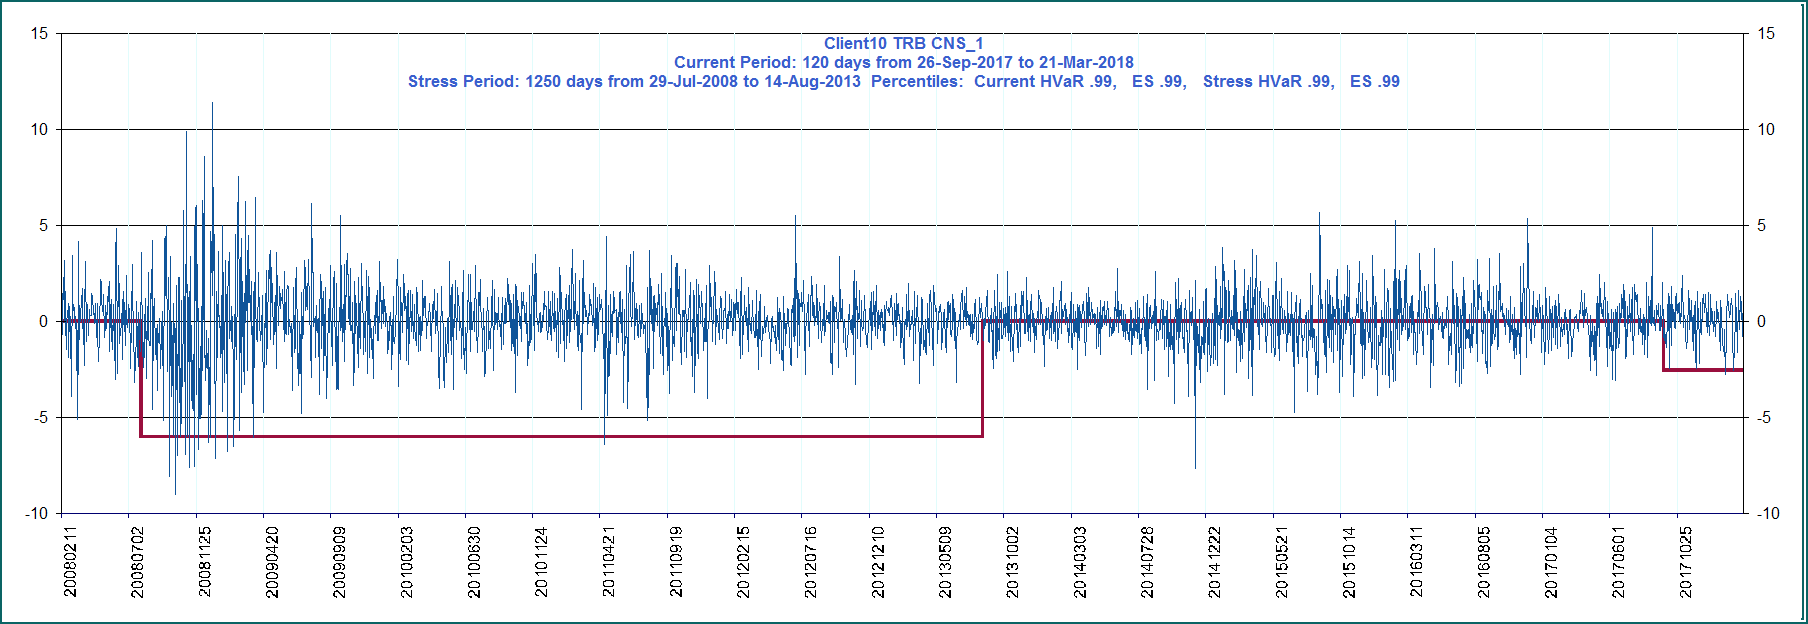 Client10 TRB CNS_1
Current Period: 120 days from 26-Sep-2017 to 21-Mar-2018
Stress Period: 1250 days from 29-Jul-2008 to 14-Aug-2013 Percentiles: Current HVaR .99, ES .99, Stress HVaR .99, ES .99
15 15
10 10
5 5
0 0
-5 -5
-10 -10
20080211 20080702 20081125 20090420 20090909 20100203 20100630 20101124 20110421 20110919 20120215 20120716 20121210 20130509 20131002 20140303 20140728 20141222 20150521 20151014 20160311 20160805 20170104 20170601 20171025